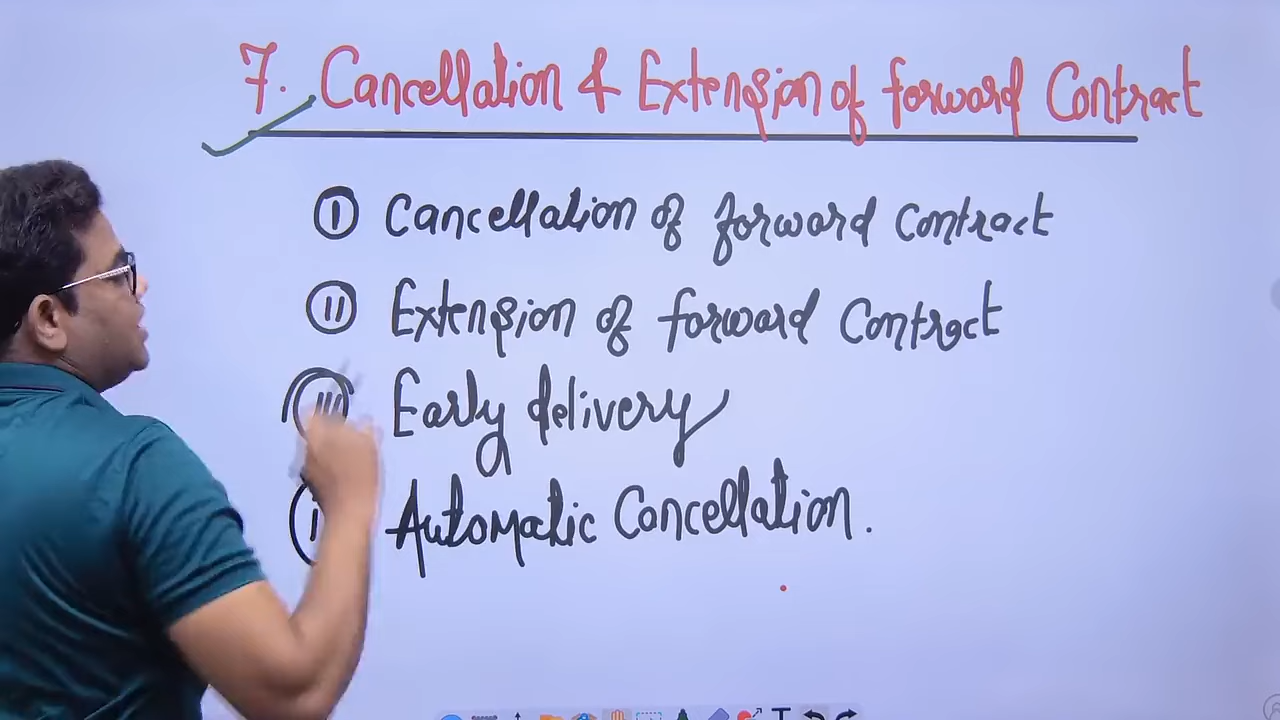 7. Cancellation & Extension of forward Contract
I Cancellation of forward Contract
II Extension of forward Contract
III Early delivery
Automatic Cancellation.